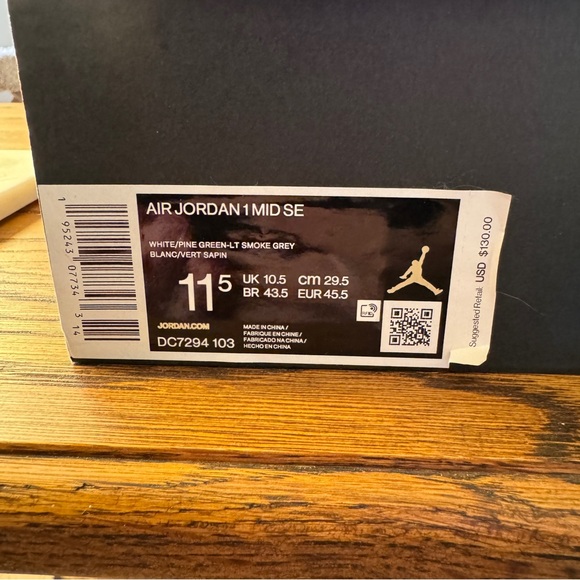 AIR JORDAN 1 MID SE
WHITE/PINE GREEN-LT SMOKE GREY
BLANC/VERT SAPIN
11 5
UK 10.5 cm 29.5
BR 43.5 EUR 45.5
JORDAN.COM
DC7294 103
MADE IN CHINA /
FABRIQUE EN CHINE /
FABRICADO NA CHINA /
HECHO EN CHINA
1 95243 07734 3 14
Suggested Retail: USD $130.00